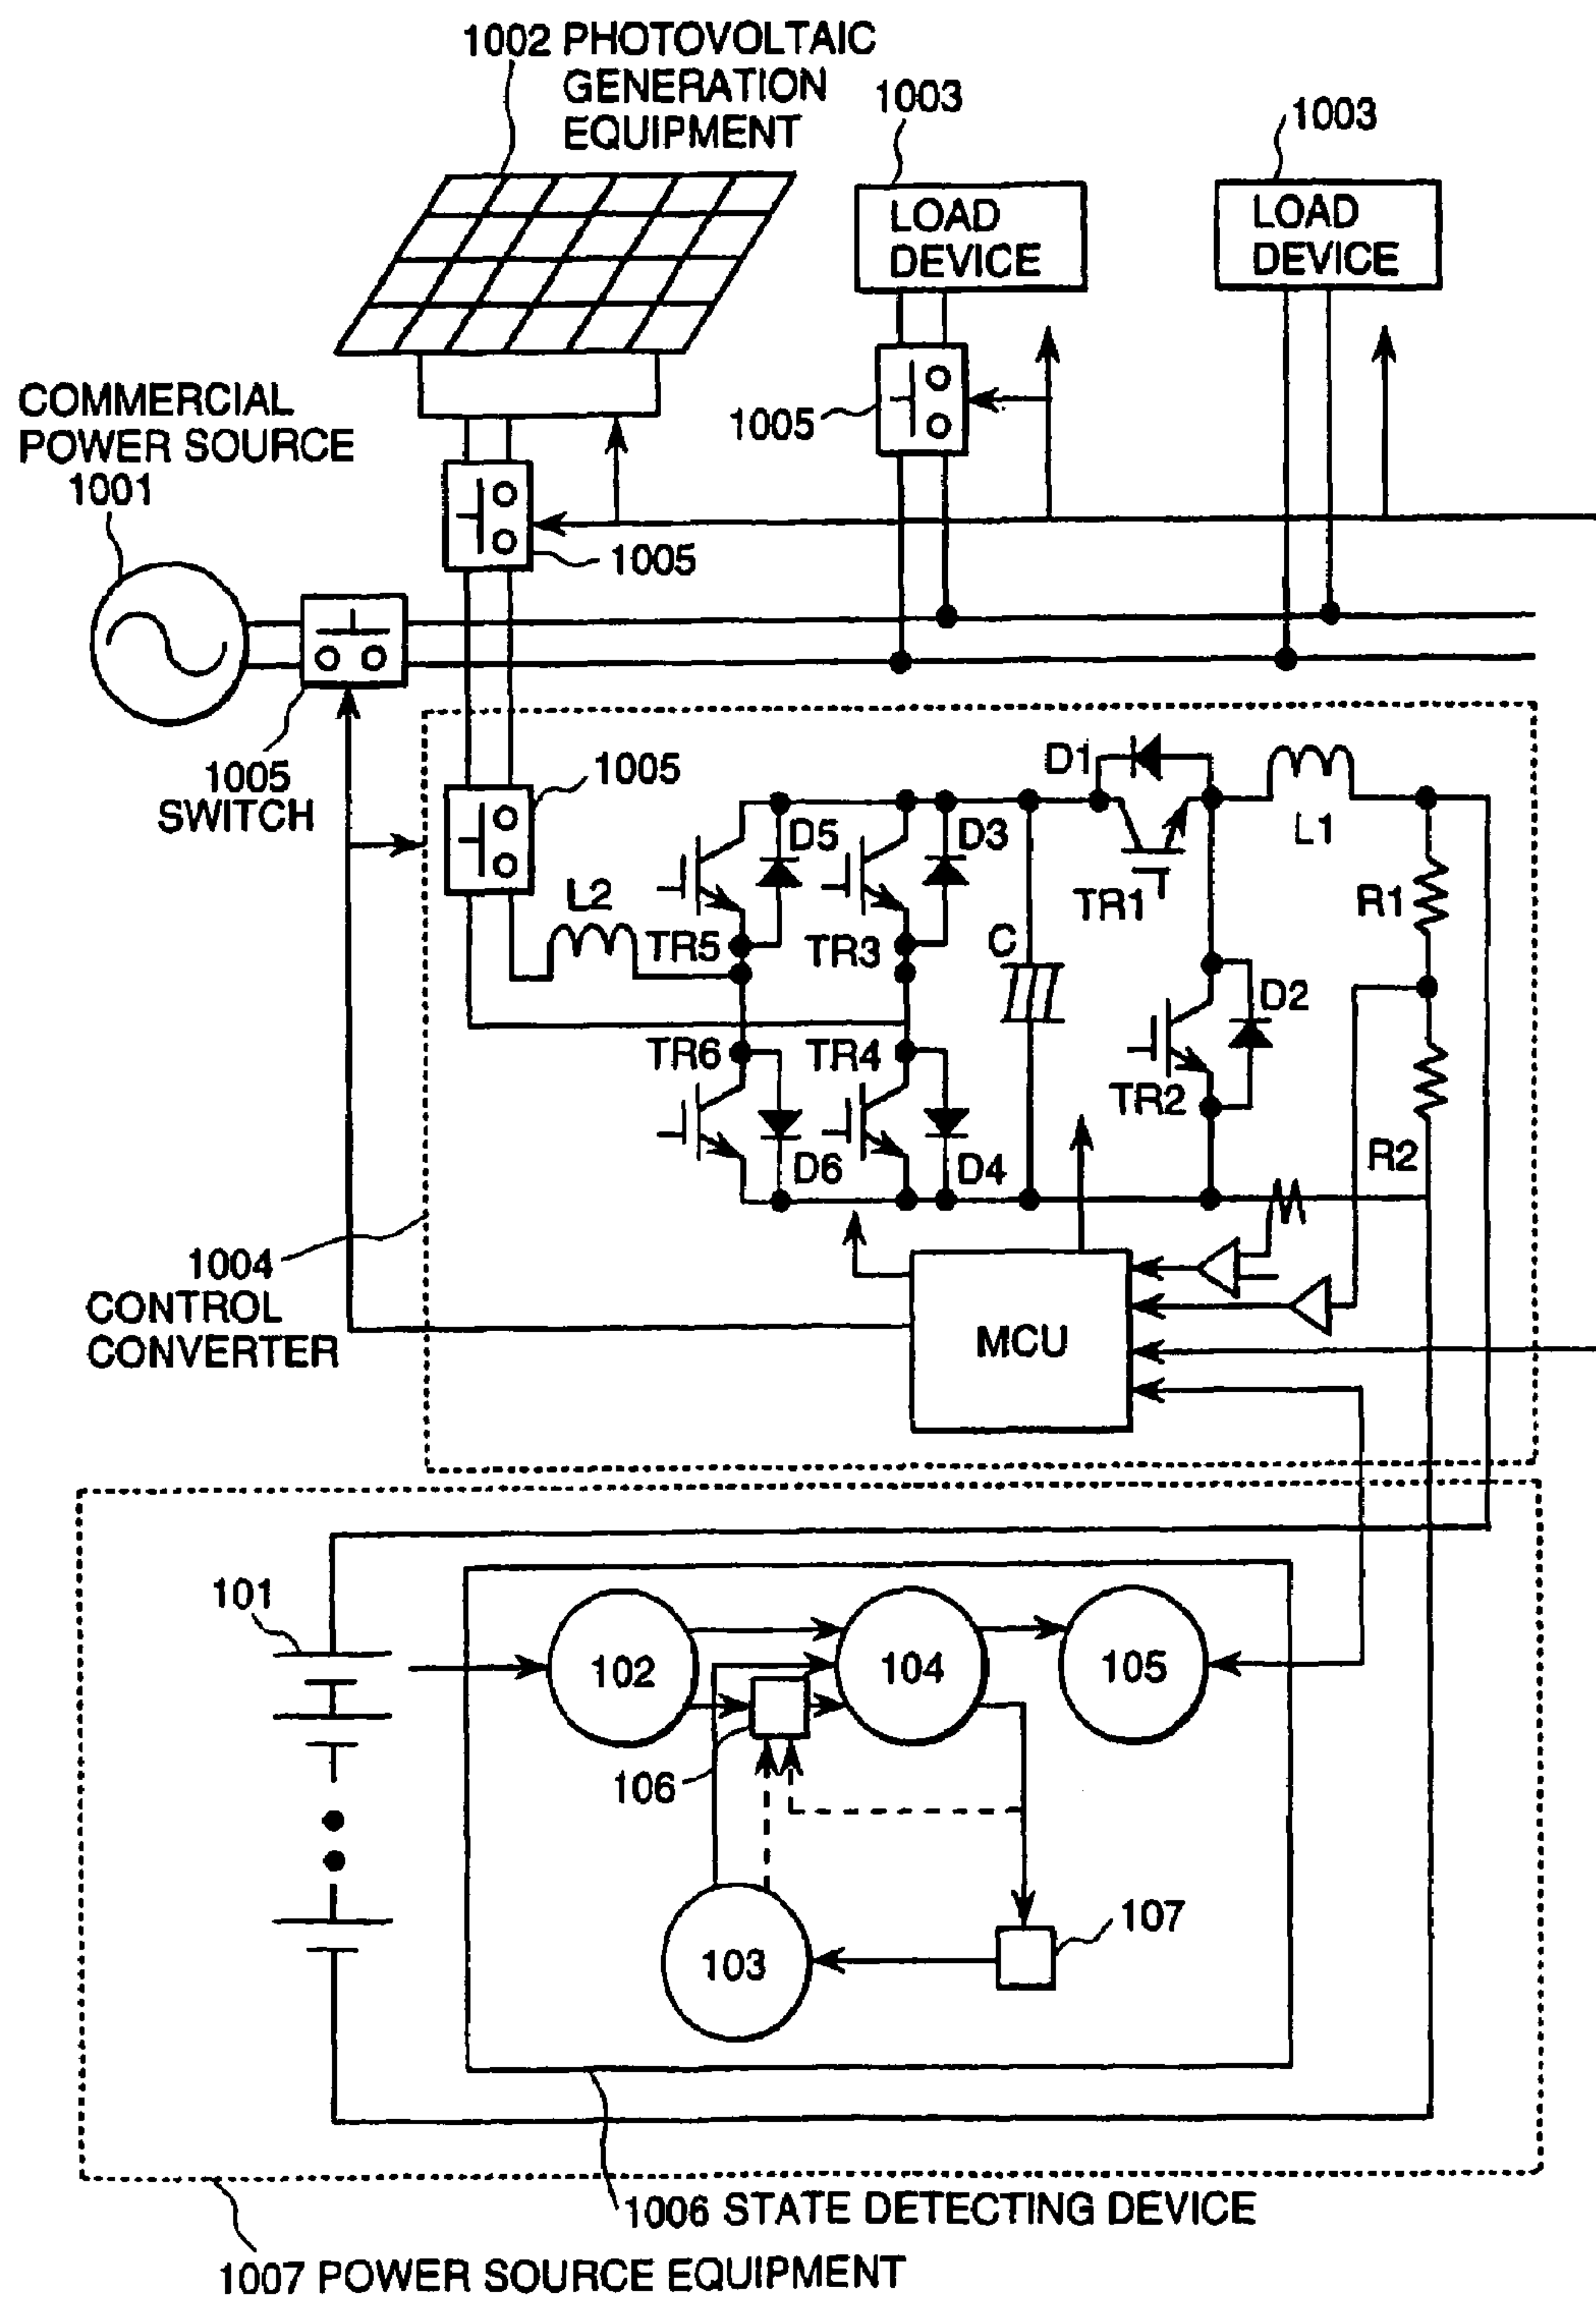 1002 PHOTOVOLTAIC
GENERATION
EQUIPMENT
1003
1003
LOAD
DEVICE
LOAD
DEVICE
COMMERCIAL
POWER SOURCE
1001
1005
1005
1005
SWITCH
1005
D1
L1
D5
D3
TR1
R1
L2
TR5
TR3
C
D2
TR6
TR4
TR2
D6
D4
R2
1004
CONTROL
CONVERTER
MCU
101
102
104
105
106
103
107
1006 STATE DETECTING DEVICE
1007 POWER SOURCE EQUIPMENT